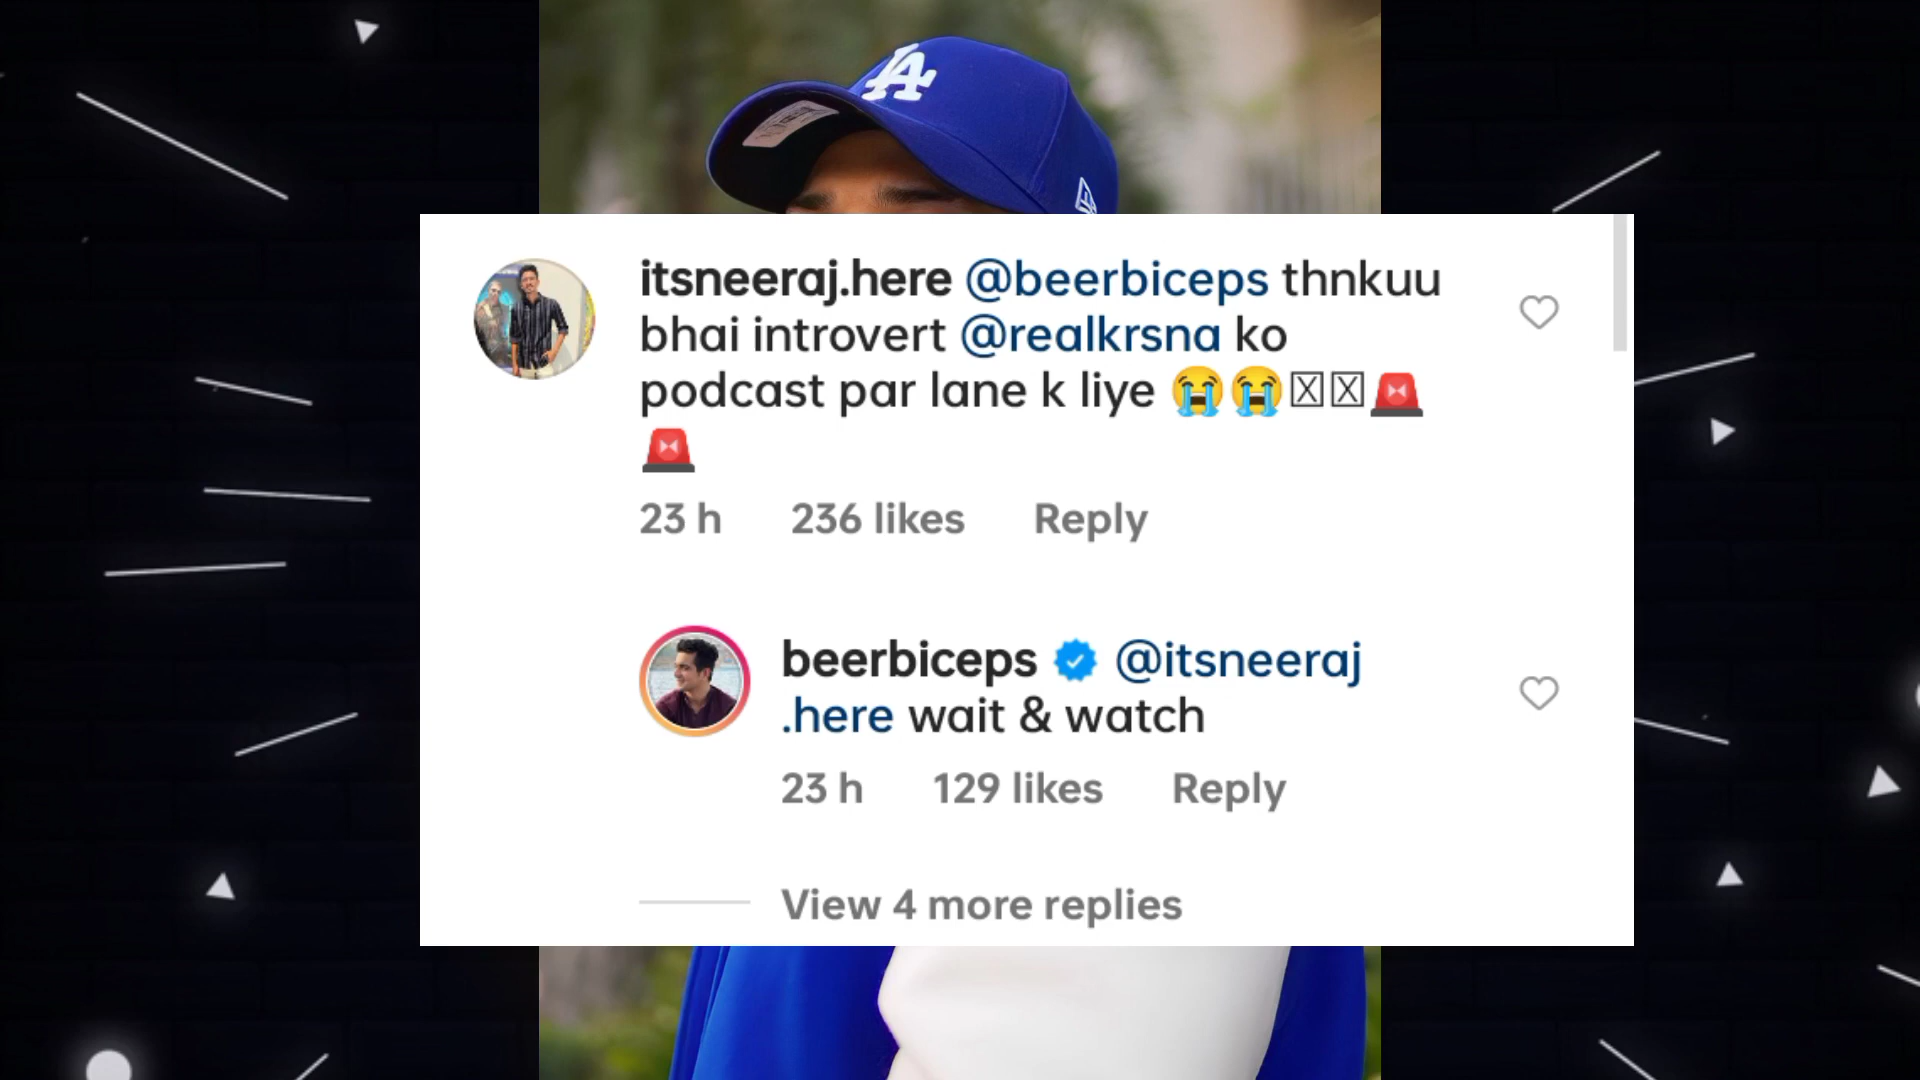 LA
itsneeraj.here @beerbiceps thnkuu
bhai introvert @realkrsna ko
podcast par lane k liye 😭😭☒☒🚨
🚨
23 h 236 likes Reply
beerbiceps @itsneeraj
.here wait & watch
23 h 129 likes Reply
View 4 more replies